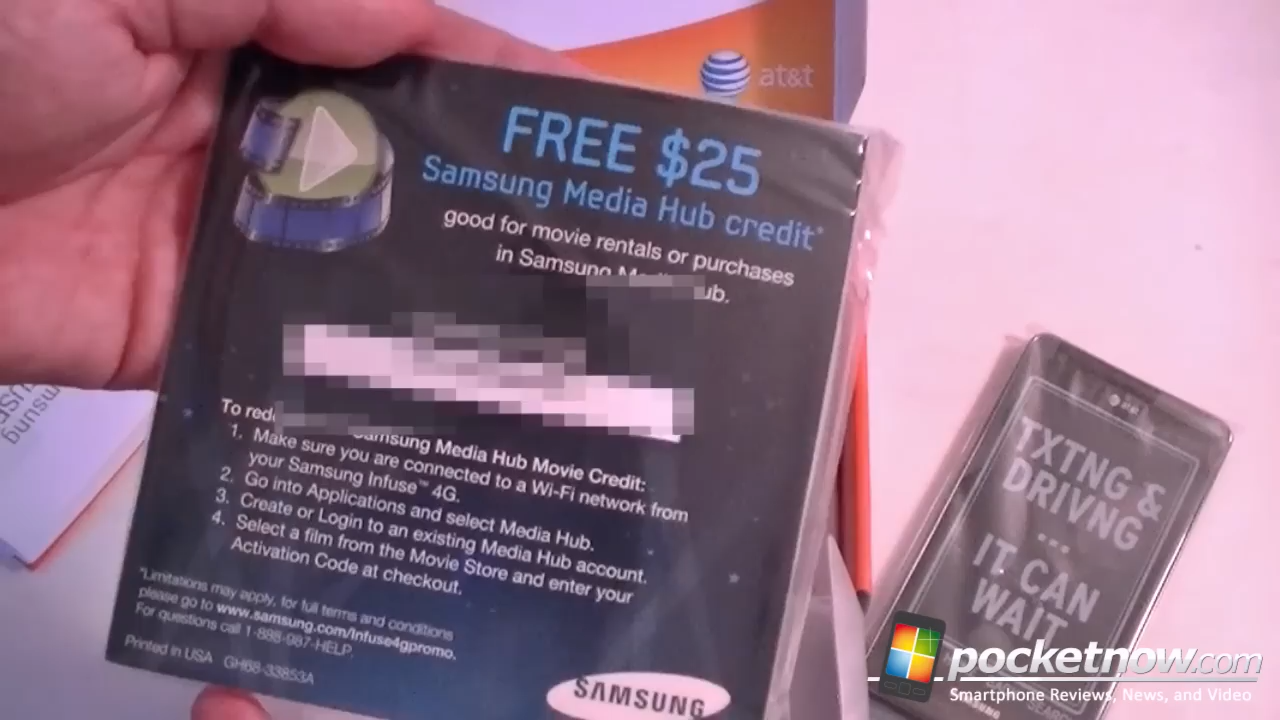 at&t
FREE $25
Samsung Media Hub credit*
good for movie rentals or purchases
in Samsung Media Hub.
To Samsung Media Hub Movie Credit:
1. Make sure you are connected to a Wi-Fi network from
your Samsung Infuse™ 4G.
2. Go into Applications and select Media Hub.
3. Create or Login to an existing Media Hub account.
4. Select a film from the Movie Store and enter your
Activation Code at checkout.
*Limitations may apply, for full terms and conditions
please go to www.samsung.com/Infuse4gpromo.
For questions call 1-888-987-HELP.
Printed in USA GH68-33853A
SAMSUNG
TXTNG &
DRIVNG
...
IT CAN
WAIT
SAMSUNG
pocketnow.com
Smartphone Reviews, News, and Video